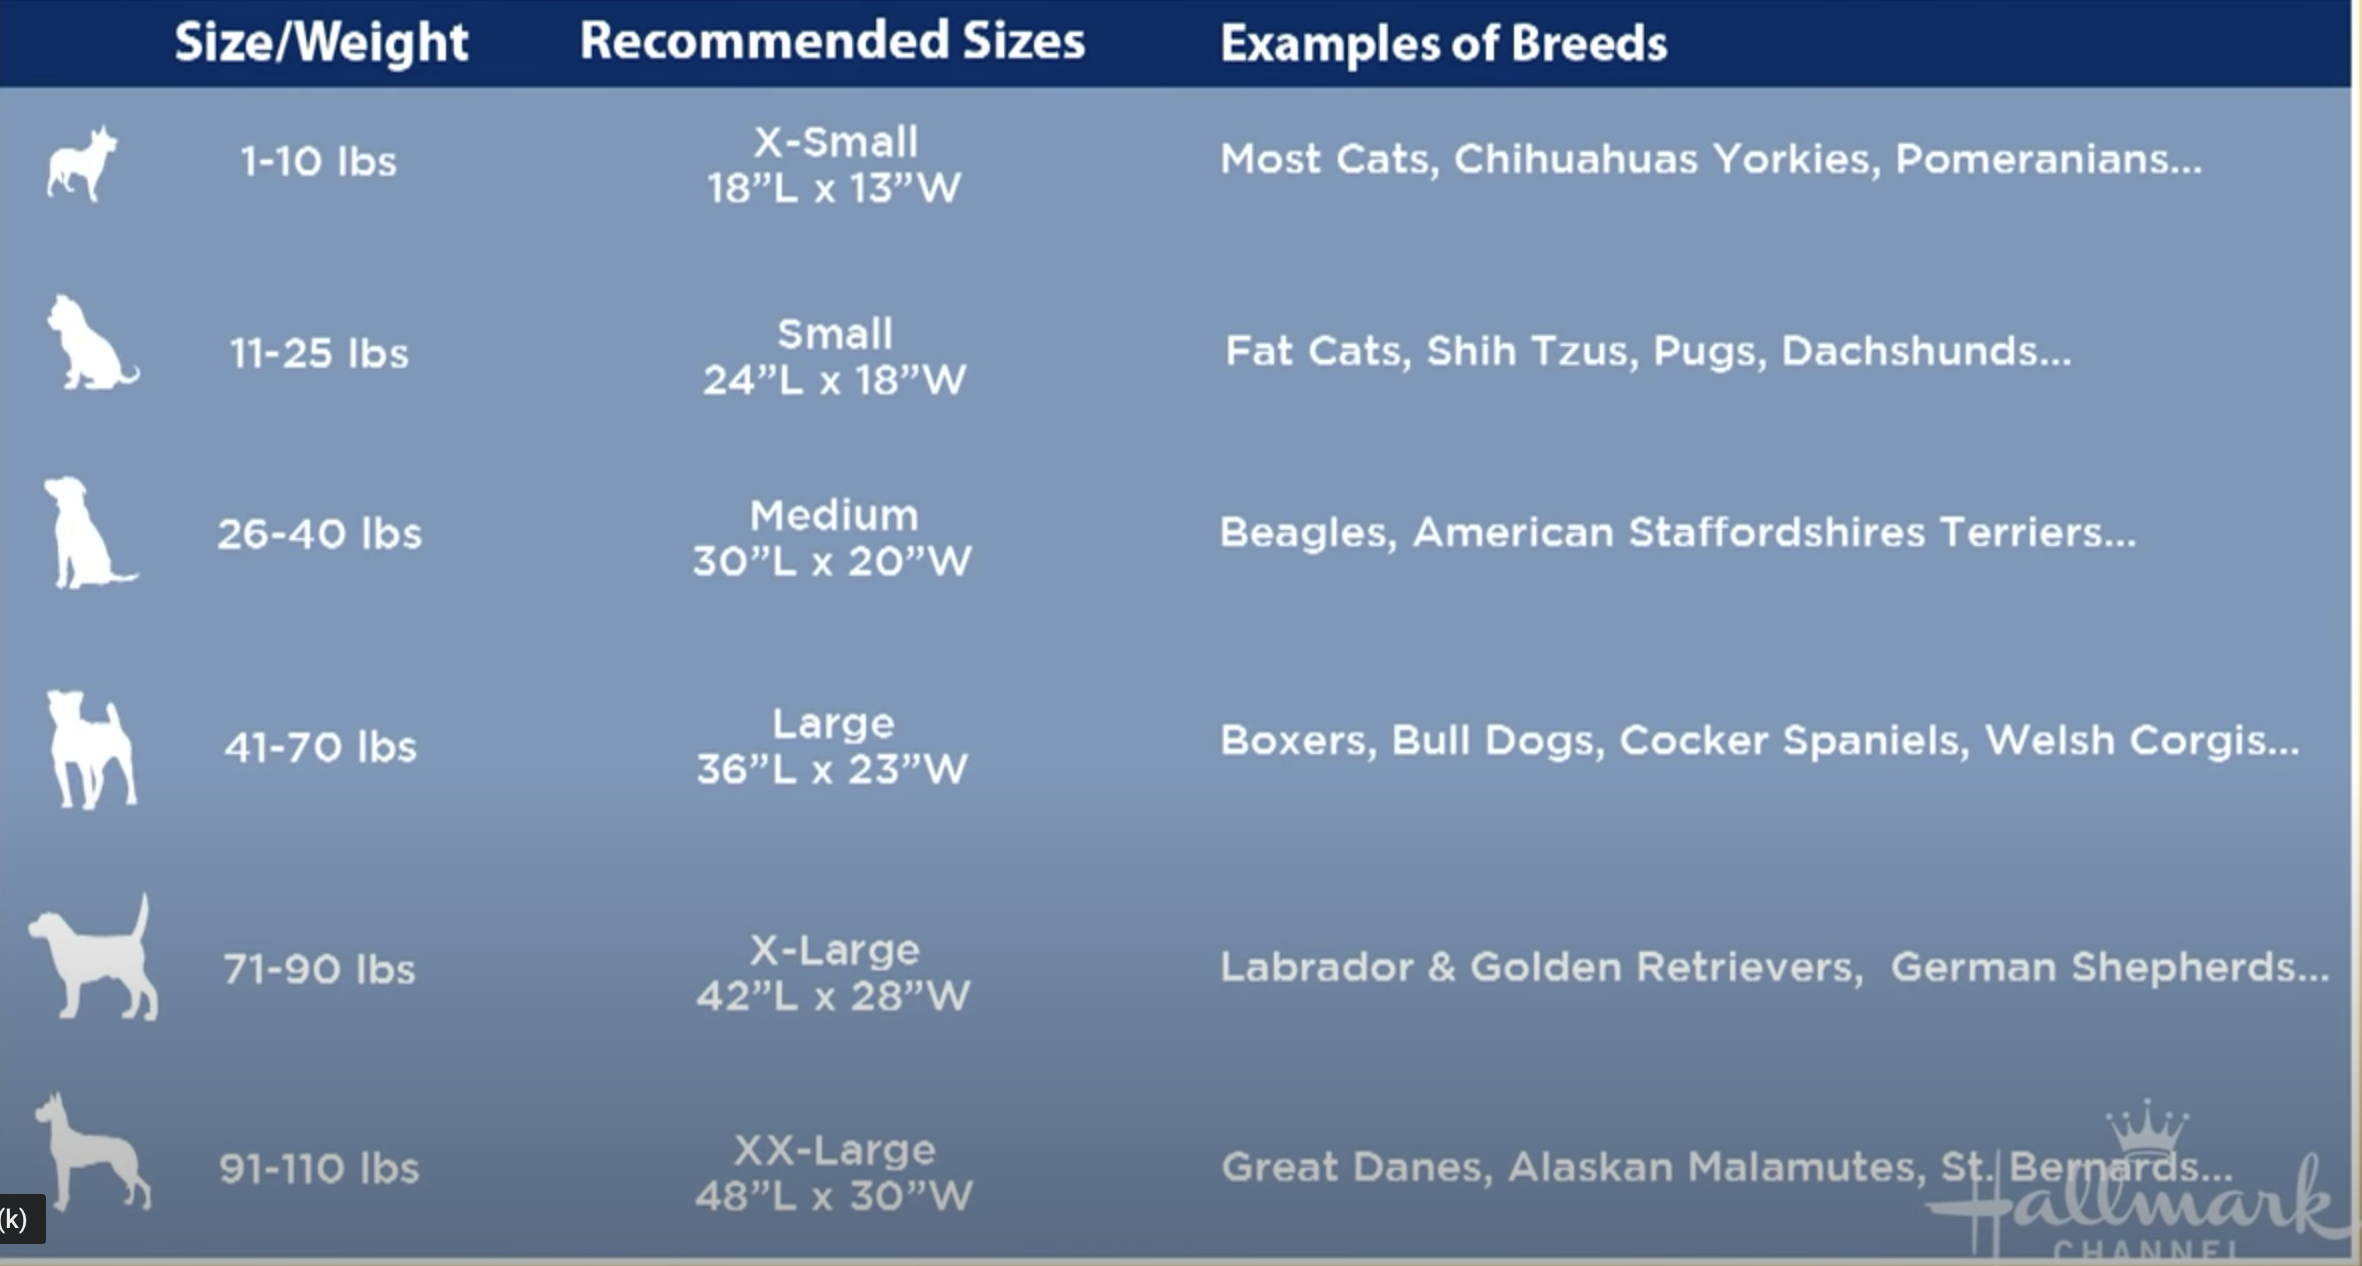 Size/Weight Recommended Sizes Examples of Breeds
1-10 lbs
X-Small
18”L x 13”W
Most Cats, Chihuahuas Yorkies, Pomeranians...
11-25 lbs
Small
24”L x 18”W
Fat Cats, Shih Tzus, Pugs, Dachshunds...
26-40 lbs
Medium
30”L x 20”W
Beagles, American Staffordshires Terriers...
41-70 lbs
Large
36”L x 23”W
Boxers, Bull Dogs, Cocker Spaniels, Welsh Corgis...
71-90 lbs
X-Large
42”L x 28”W
Labrador & Golden Retrievers, German Shepherds...
91-110 lbs
XX-Large
48”L x 30”W
Great Danes, Alaskan Malamutes, St. Bernards...
(k)
Hallmark
CHANNEL